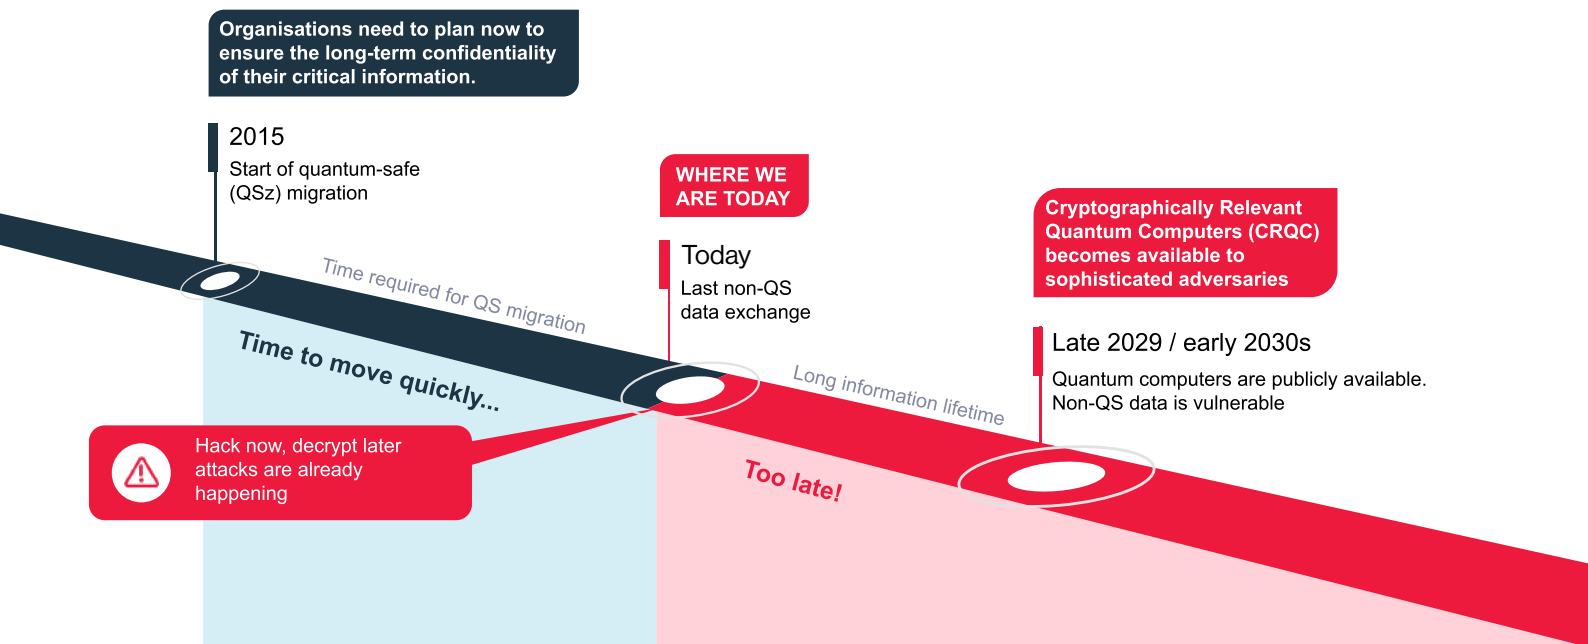 Organisations need to plan now to
ensure the long-term confidentiality
of their critical information.
2015
Start of quantum-safe
(QSz) migration
WHERE WE
ARE TODAY
Today
Last non-QS
data exchange
Cryptographically Relevant
Quantum Computers (CRQC)
becomes available to
sophisticated adversaries
Late 2029 / early 2030s
Quantum computers are publicly available.
Non-QS data is vulnerable
Time required for QS migration
Time to move quickly...
Long information lifetime
Too late!
Hack now, decrypt later
attacks are already
happening